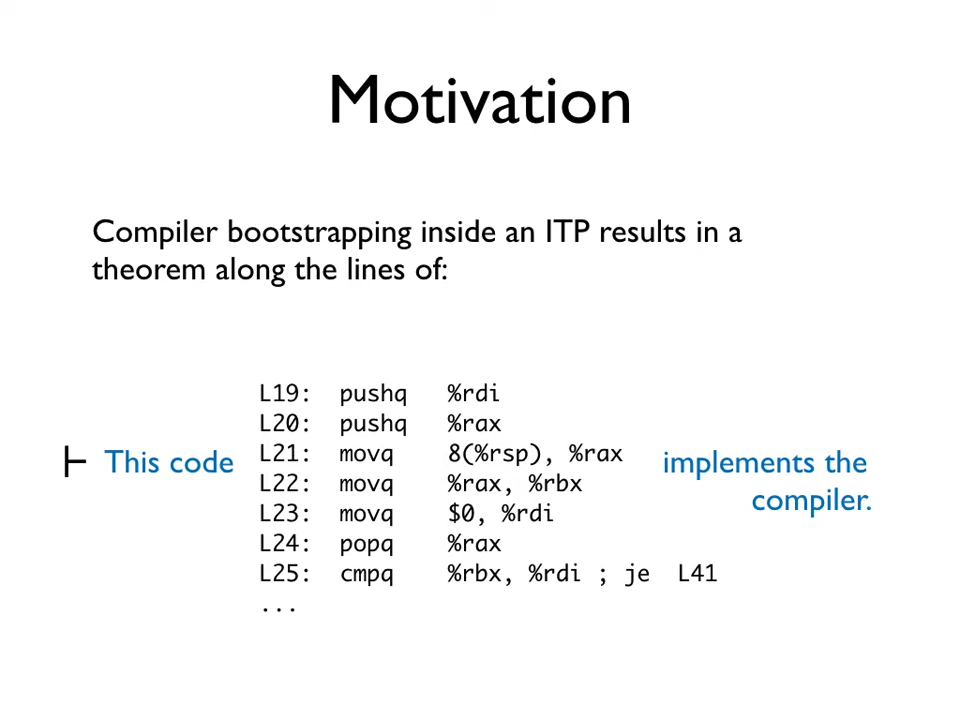 Motivation
Compiler bootstrapping inside an ITP results in a
theorem along the lines of:
L19: pushq %rdi
L20: pushq %rax
⊢ This code
L21: movq 8(%rsp), %rax
implements the
compiler.
L22: movq %rax, %rbx
L23: movq $0, %rdi
L24: popq %rax
L25: cmpq %rbx, %rdi ; je L41
...